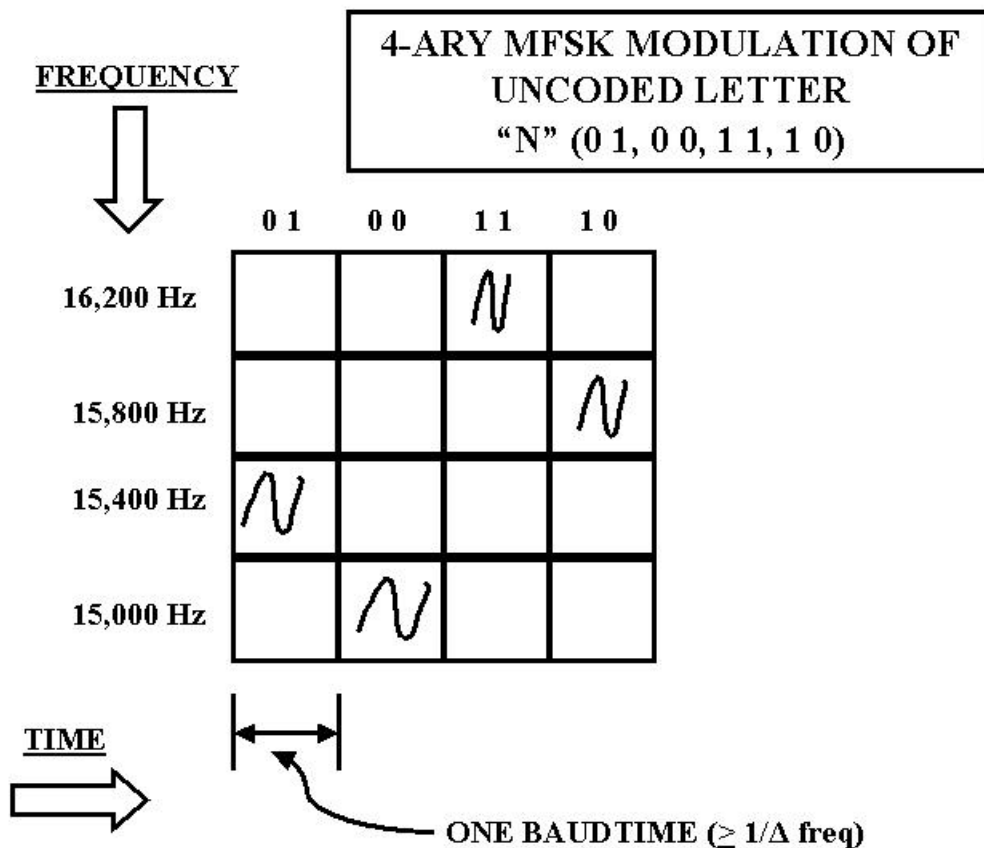 4-ARY MFSK MODULATION OF
UNCODED LETTER
“N” (0 1, 0 0, 1 1, 1 0)
FREQUENCY
0 1 0 0 1 1 1 0
16,200 Hz
15,800 Hz
15,400 Hz
15,000 Hz
TIME
ONE BAUDTIME (≥ 1/Δ freq)